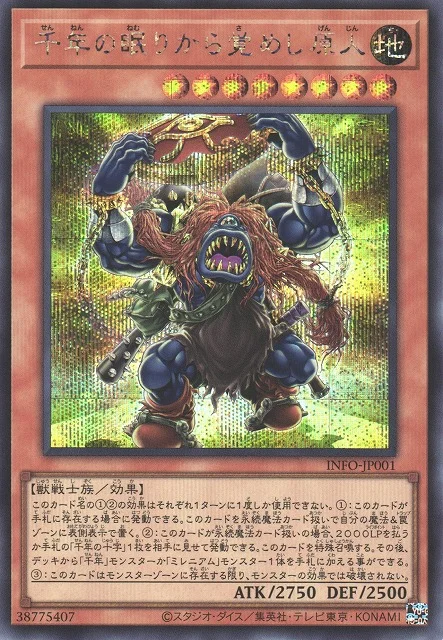 千年の眠りから覚めし原人
地
INFO-JP001
【獣戦士族／効果】
このカード名の①②の効果はそれぞれ1ターンに1度しか使用できない。①：このカードが
手札に存在する場合に発動できる。このカードを永続魔法カード扱いで自分の魔法&罠
ゾーンに表側表示で置く。②：このカードが永続魔法カード扱いの場合、2000LPを払う
か手札の「千年の十字」1枚を相手に見せて発動できる。このカードを特殊召喚する。その後、
デッキから「千年」モンスターか「ミレニアム」モンスター1体を手札に加える事ができる。
③：このカードはモンスターゾーンに存在する限り、モンスターの効果では破壊されない。
ATK/2750 DEF/2500
38775407
©スタジオ・ダイス/集英社・テレビ東京・KONAMI